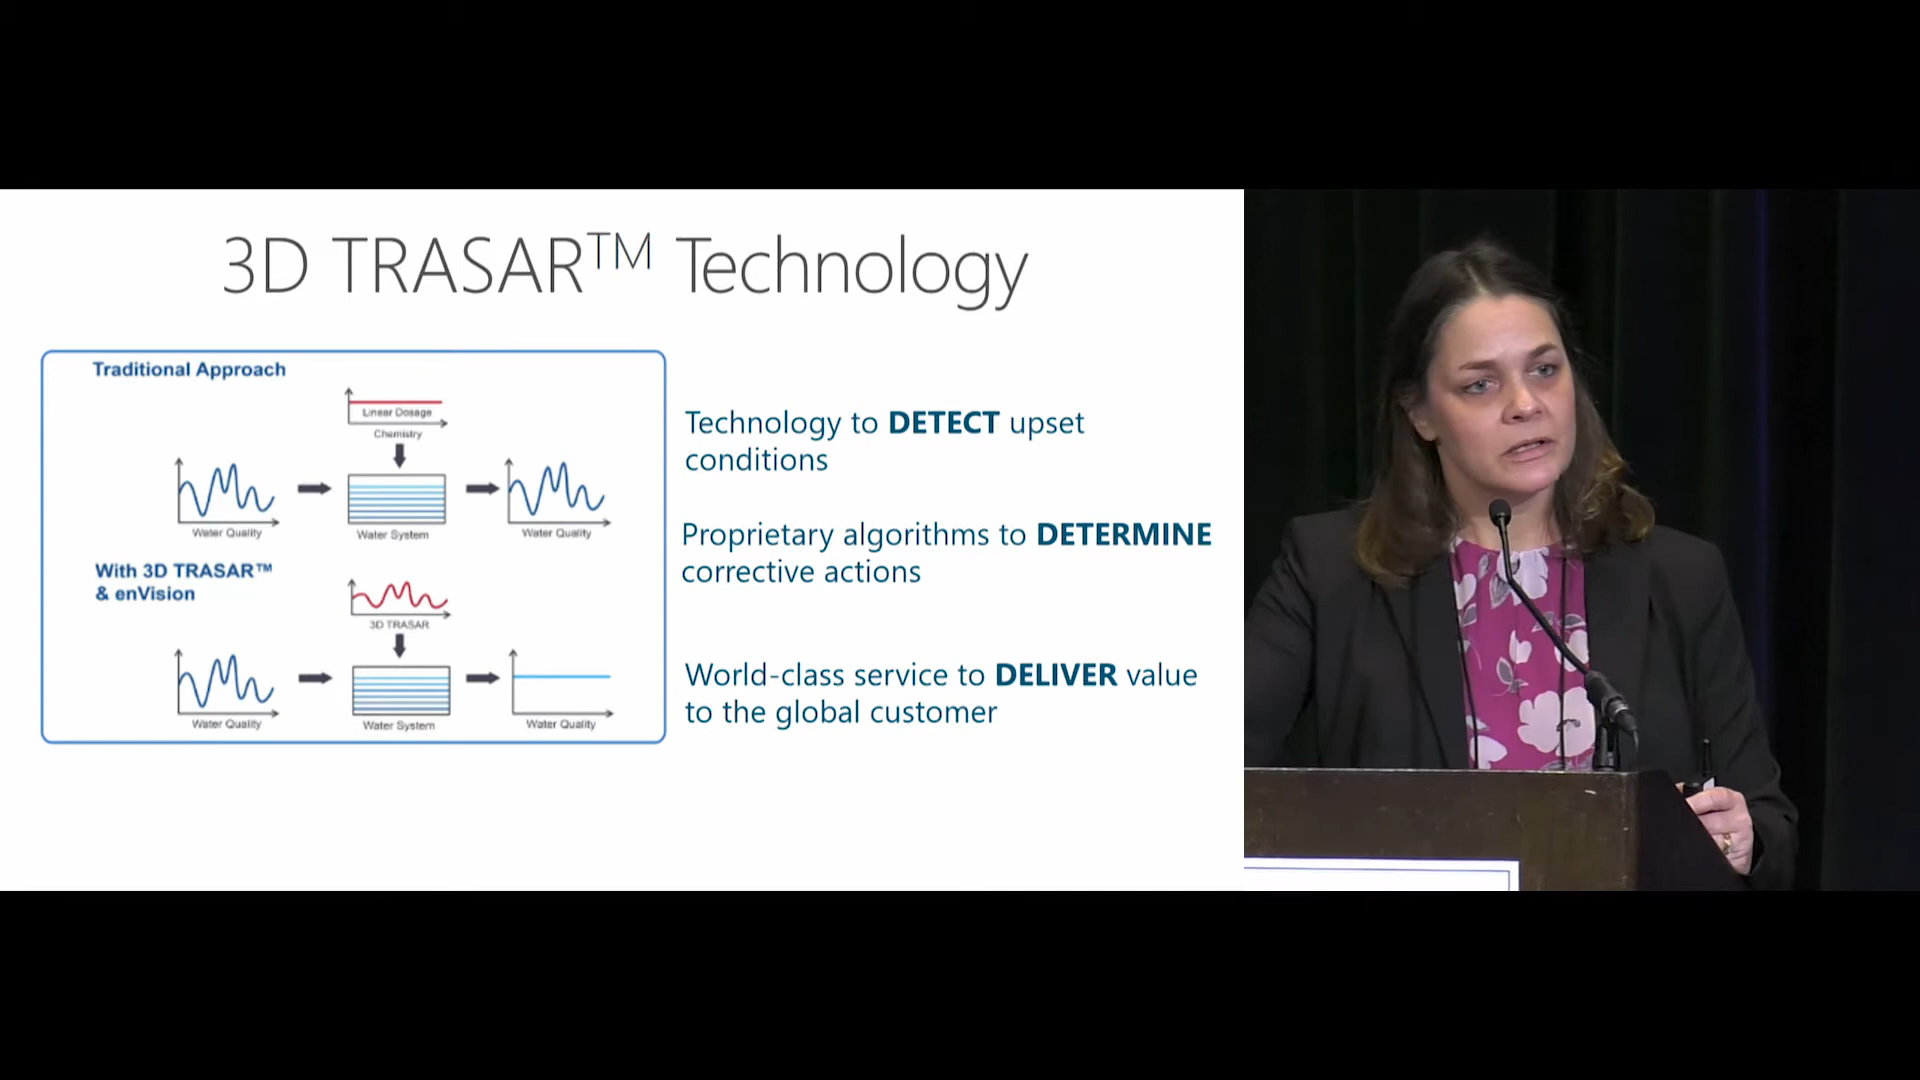 3D TRASAR™ Technology
Traditional Approach
Linear Dosage
Chemistry
Water Quality
Water System
Water Quality
With 3D TRASAR™
& enVision
3D TRASAR
Water Quality
Water System
Water Quality
Technology to DETECT upset
conditions
Proprietary algorithms to DETERMINE
corrective actions
World-class service to DELIVER value
to the global customer